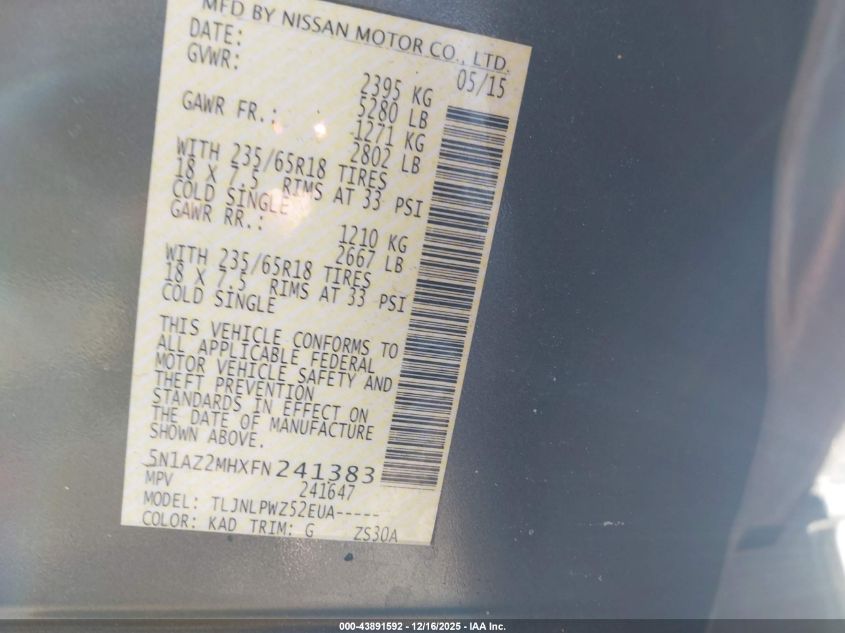 MFD BY NISSAN MOTOR CO., LTD.
DATE: 05/15
GVWR: 2395 KG
5280 LB
GAWR FR.: 1271 KG
2802 LB
WITH 235/65R18 TIRES
18 X 7.5 RIMS AT 33 PSI
COLD SINGLE
GAWR RR.: 1210 KG
2667 LB
WITH 235/65R18 TIRES
18 X 7.5 RIMS AT 33 PSI
COLD SINGLE
THIS VEHICLE CONFORMS TO
ALL APPLICABLE FEDERAL
MOTOR VEHICLE SAFETY AND
THEFT PREVENTION
STANDARDS IN EFFECT ON
THE DATE OF MANUFACTURE
SHOWN ABOVE.
5N1AZ2MHXFN241383
MPV 241647
MODEL: TLJNLPWZ52EUA-----
COLOR: KAD TRIM: G ZS30A
000-43891592 - 12/16/2025 - IAA Inc.